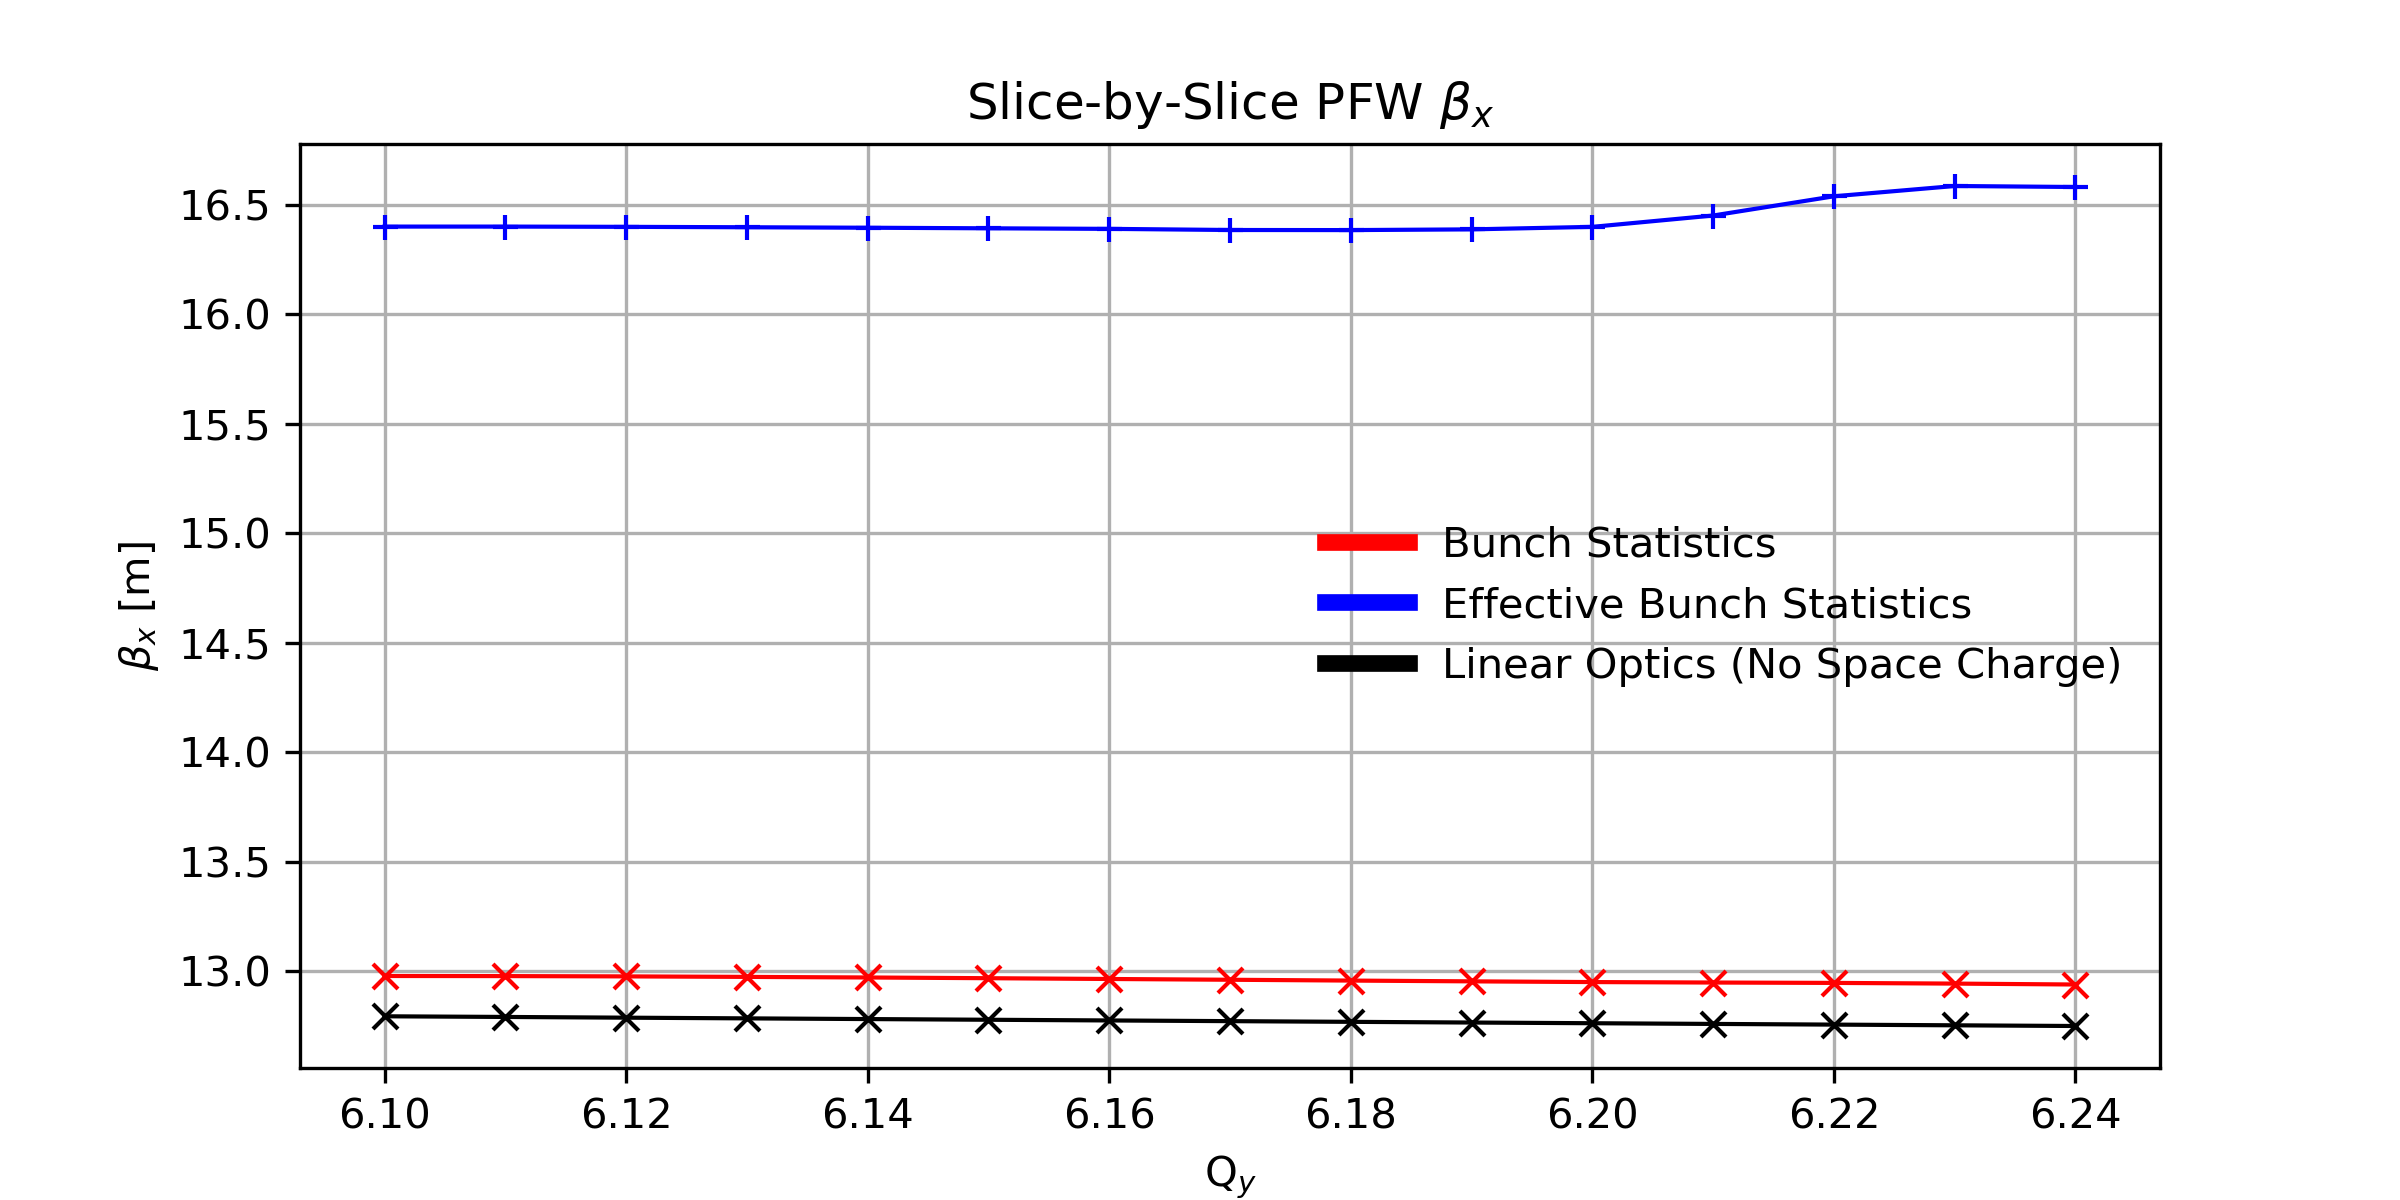 Slice-by-Slice PFW βx
βx [m]
16.5
16.0
15.5
15.0
14.5
14.0
13.5
13.0
Bunch Statistics
Effective Bunch Statistics
Linear Optics (No Space Charge)
6.10 6.12 6.14 6.16 6.18 6.20 6.22 6.24
Qy